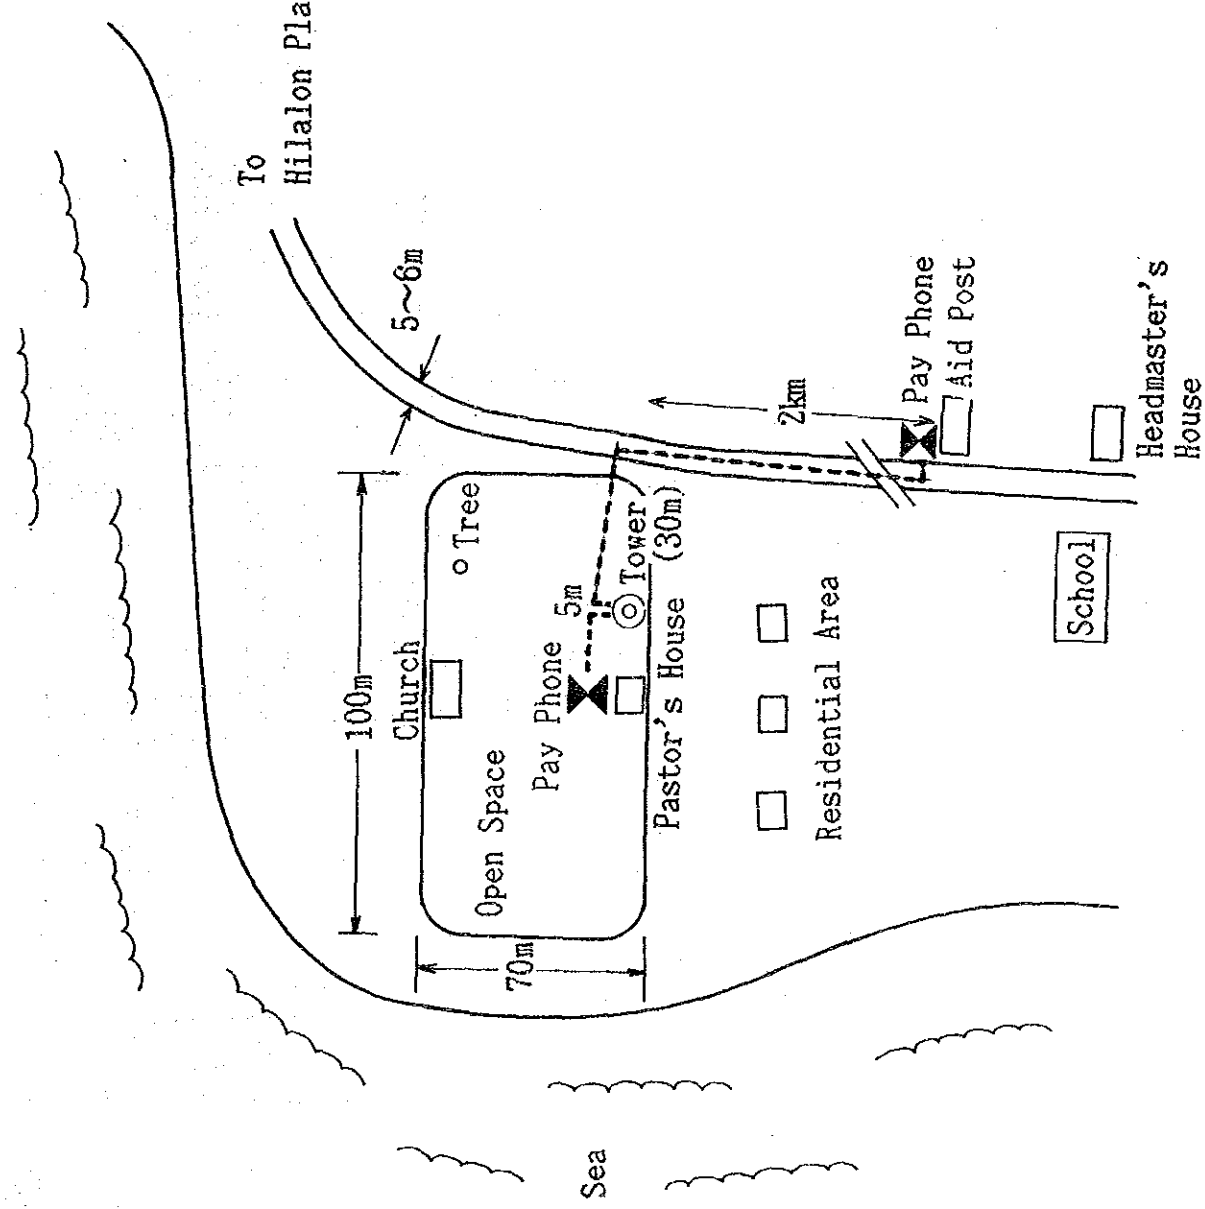 To
Hilalon Pla
5~6m
2km
Pay Phone
Aid Post
Headmaster's
House
100m
Tree
Church
5m
Tower
(30m)
Pay Phone
Open Space
Pastor's House
70m
Residential Area
School
Sea